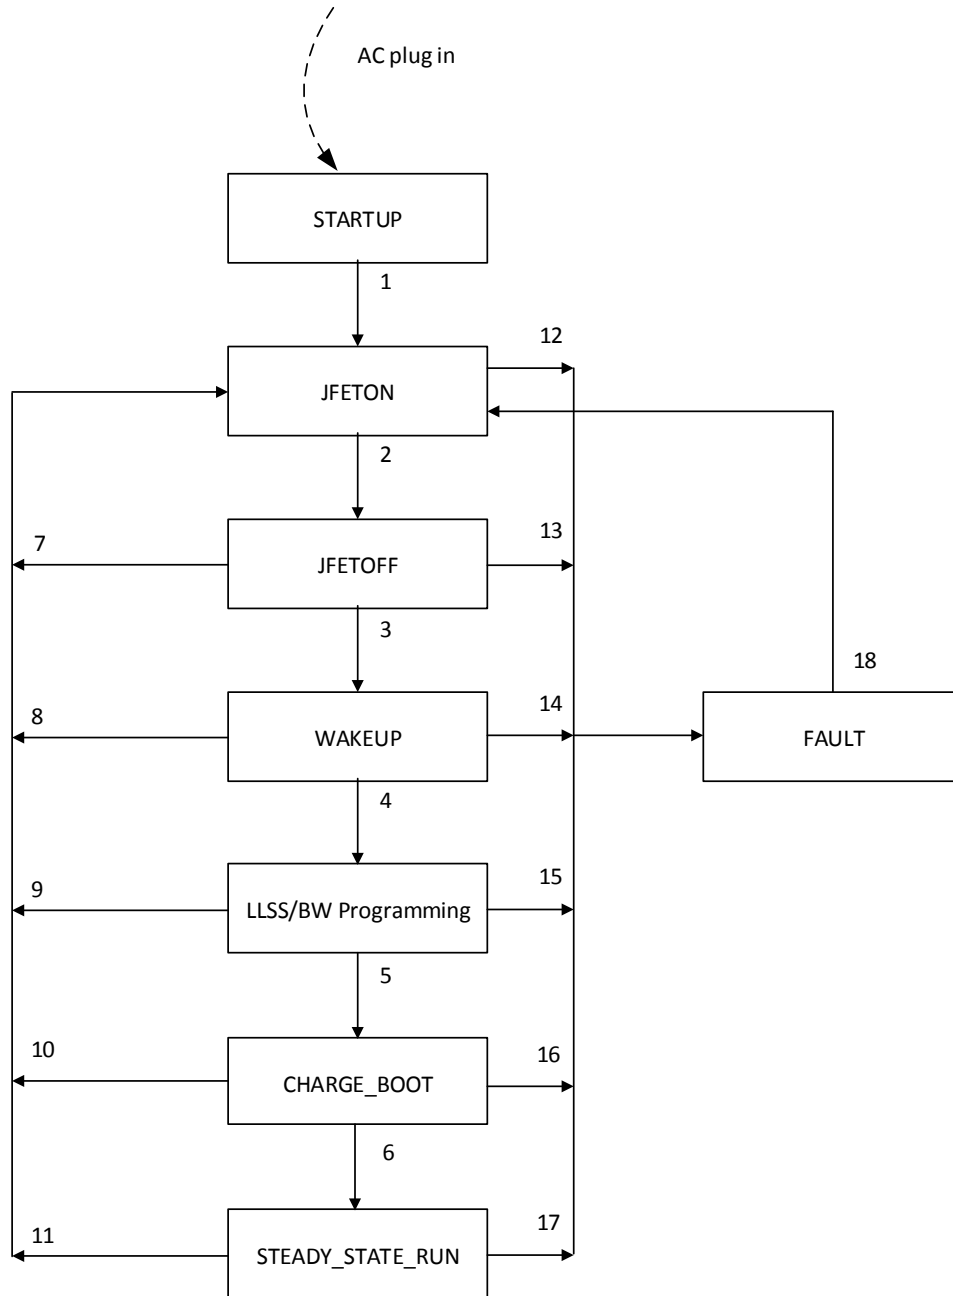 AC plug in
STARTUP
1
12
JFETON
2
7
JFETOFF
13
3
8
WAKEUP
14
18
FAULT
4
9
LLSS/BW Programming
15
5
10
CHARGE_BOOT
16
6
11
STEADY_STATE_RUN
17